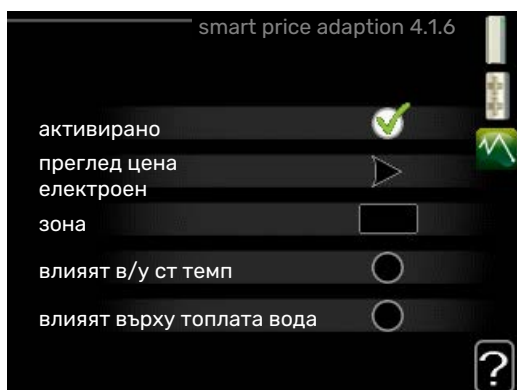 smart price adaption 4.1.6
активирано
преглед цена
електроен
зона
влияят в/у ст темп
влияят върху топлата вода
?